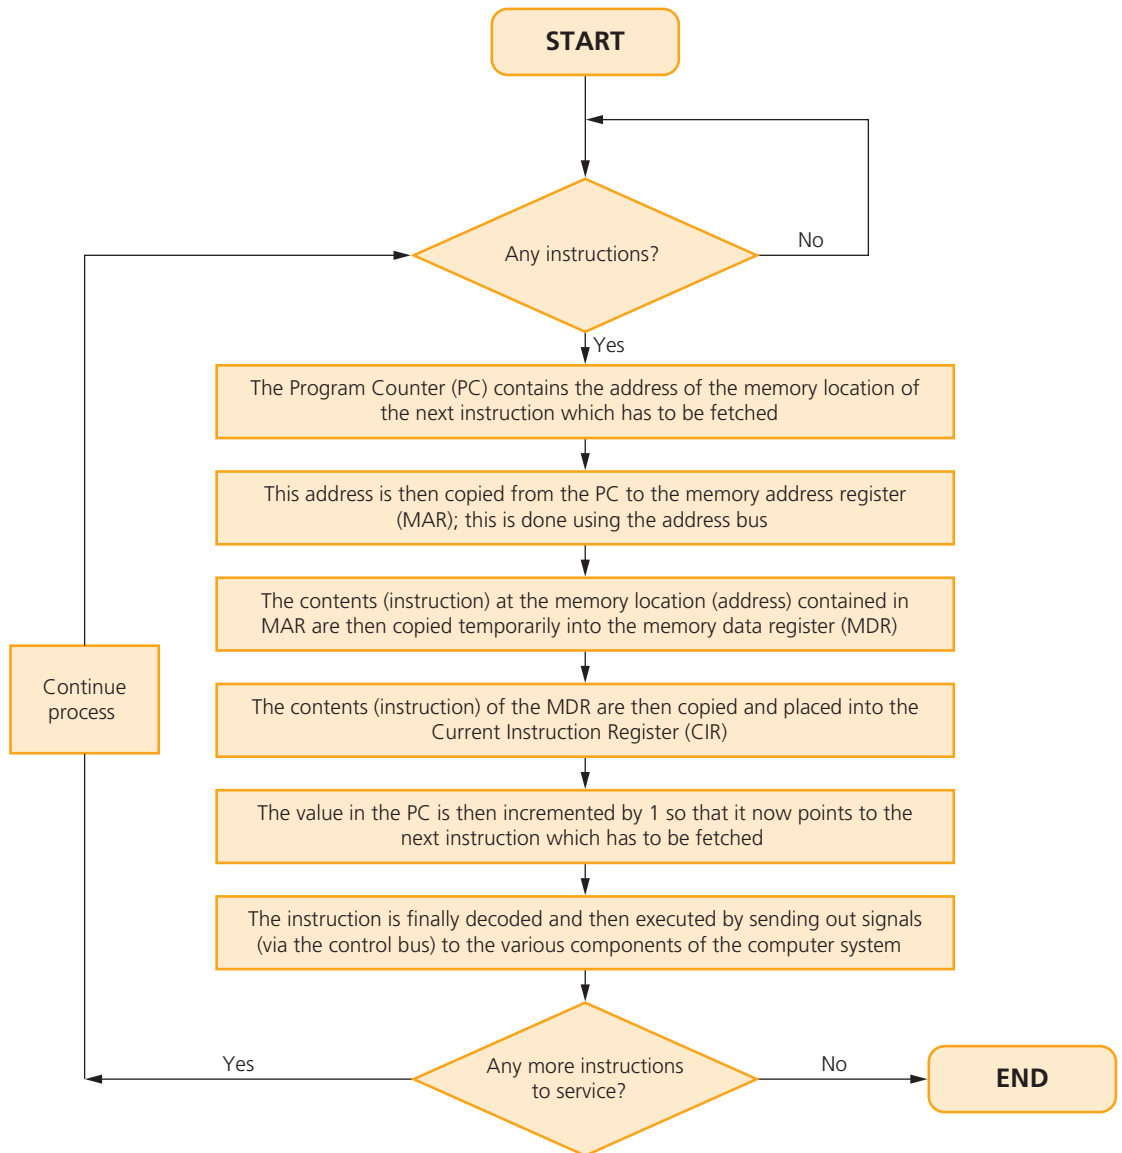 START
Any instructions?
No
Yes
The Program Counter (PC) contains the address of the memory location of
the next instruction which has to be fetched
This address is then copied from the PC to the memory address register
(MAR); this is done using the address bus
The contents (instruction) at the memory location (address) contained in
MAR are then copied temporarily into the memory data register (MDR)
Continue
process
The contents (instruction) of the MDR are then copied and placed into the
Current Instruction Register (CIR)
The value in the PC is then incremented by 1 so that it now points to the
next instruction which has to be fetched
The instruction is finally decoded and then executed by sending out signals
(via the control bus) to the various components of the computer system
Yes
Any more instructions
to service?
No
END